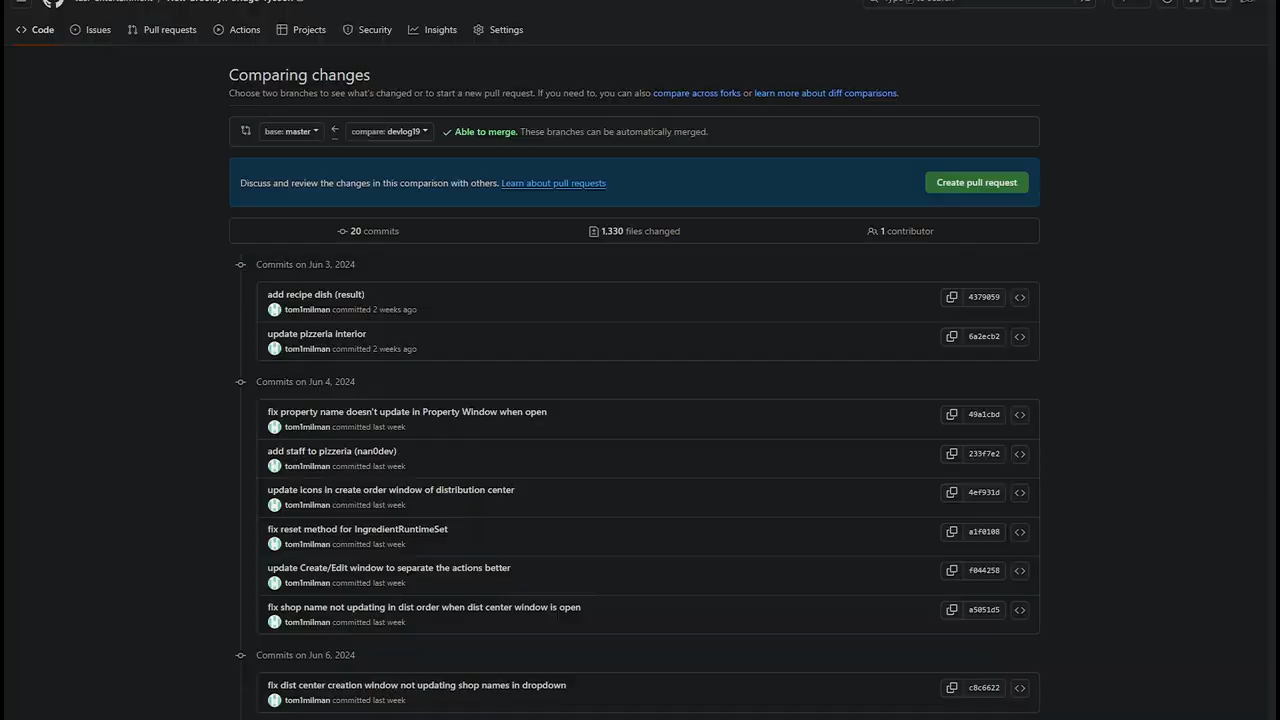 Code Issues Pull requests Actions Projects Security Insights Settings
Comparing changes
Choose two branches to see what's changed or to start a new pull request. If you need to, you can also compare across forks or learn more about diff comparisons.
base: master compare: devlog19 Able to merge. These branches can be automatically merged.
Discuss and review the changes in this comparison with others. Learn about pull requests Create pull request
20 commits 1,330 files changed 1 contributor
Commits on Jun 3, 2024
add recipe dish (result) 4379059
tom1milman committed 2 weeks ago
update pizzeria interior 6a2ecb2
tom1milman committed 2 weeks ago
Commits on Jun 4, 2024
fix property name doesn't update in Property Window when open 49a1cbd
tom1milman committed last week
add staff to pizzeria (nan0dev) 233f7e2
tom1milman committed last week
update icons in create order window of distribution center 4ef931d
tom1milman committed last week
fix reset method for IngredientRuntimeSet a1f0108
tom1milman committed last week
update Create/Edit window to separate the actions better f044258
tom1milman committed last week
fix shop name not updating in dist order when dist center window is open a5051d5
tom1milman committed last week
Commits on Jun 6, 2024
fix dist center creation window not updating shop names in dropdown c8c6622
tom1milman committed last week